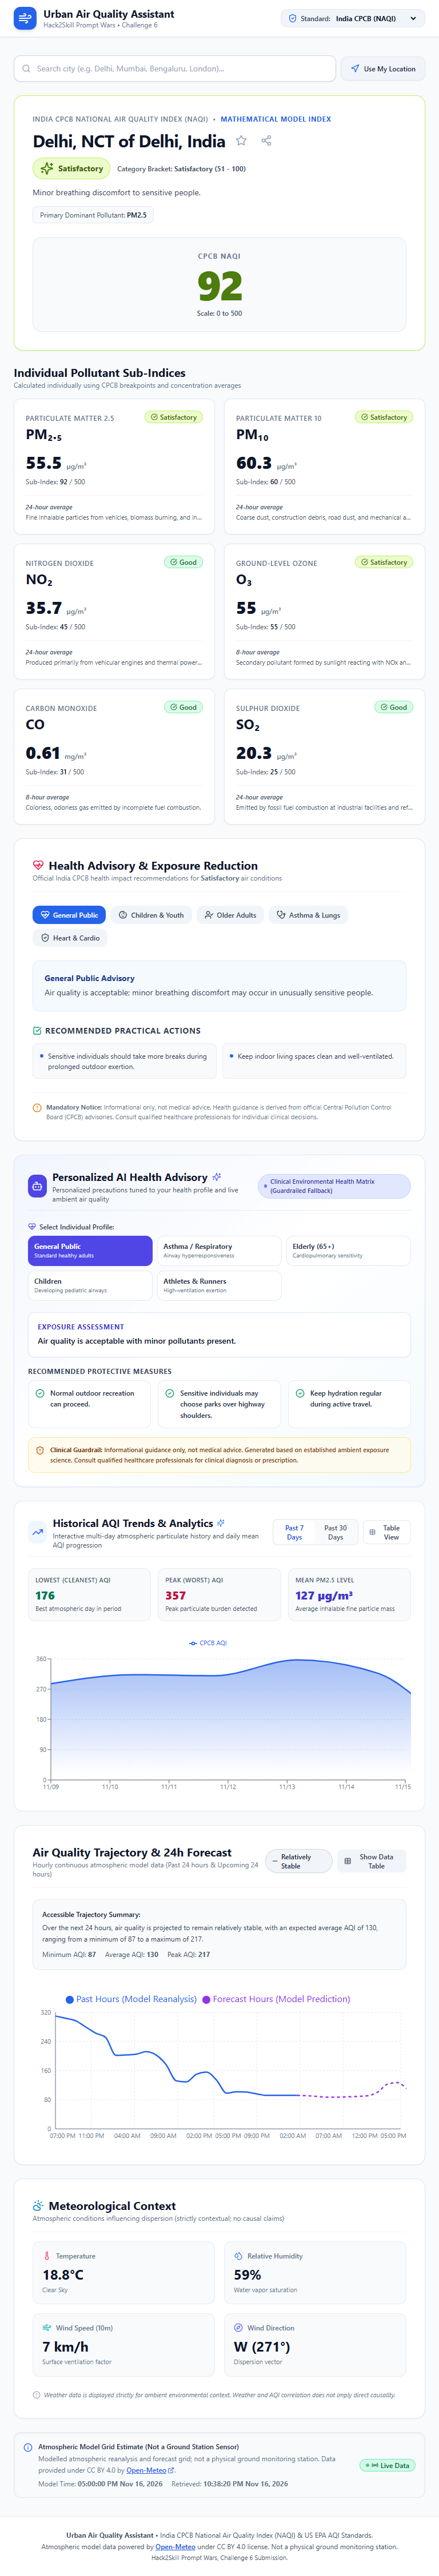 Urban Air Quality Assistant
Hack2Skill Prompt Wars • Challenge 6
Standard: India CPCB (NAQI)
Search city (e.g. Delhi, Mumbai, Bengaluru, London)...
Use My Location
INDIA CPCB NATIONAL AIR QUALITY INDEX (NAQI) • MATHEMATICAL MODEL INDEX
Delhi, NCT of Delhi, India
Satisfactory
Category Bracket: Satisfactory (51 - 100)
Minor breathing discomfort to sensitive people.
Primary Dominant Pollutant: PM2.5
CPCB NAQI
92
Scale: 0 to 500
Individual Pollutant Sub-Indices
Calculated individually using CPCB breakpoints and concentration averages
PARTICULATE MATTER 2.5
Satisfactory
PM₂.₅
55.5 μg/m³
Sub-Index: 92 / 500
24-hour average
Fine inhalable particles from vehicles, biomass burning, and in...
PARTICULATE MATTER 10
Satisfactory
PM₁₀
60.3 μg/m³
Sub-Index: 60 / 500
24-hour average
Coarse dust, construction debris, road dust, and mechanical a...
NITROGEN DIOXIDE
Good
NO₂
35.7 μg/m³
Sub-Index: 45 / 500
24-hour average
Produced primarily from vehicular engines and thermal power...
GROUND-LEVEL OZONE
Satisfactory
O₃
55 μg/m³
Sub-Index: 55 / 500
8-hour average
Secondary pollutant formed by sunlight reacting with NOx an...
CARBON MONOXIDE
Good
CO
0.61 mg/m³
Sub-Index: 31 / 500
8-hour average
Colorless, odorless gas emitted by incomplete fuel combustion.
SULPHUR DIOXIDE
Good
SO₂
20.3 μg/m³
Sub-Index: 25 / 500
24-hour average
Emitted by fossil fuel combustion at industrial facilities and ref...
Health Advisory & Exposure Reduction
Official India CPCB health impact recommendations for Satisfactory air conditions
General Public
Children & Youth
Older Adults
Asthma & Lungs
Heart & Cardio
General Public Advisory
Air quality is acceptable; minor breathing discomfort may occur in unusually sensitive people.
RECOMMENDED PRACTICAL ACTIONS
• Sensitive individuals should take more breaks during
prolonged outdoor exertion.
• Keep indoor living spaces clean and well-ventilated.
Mandatory Notice: Informational only, not medical advice. Health guidance is derived from official Central Pollution Control
Board (CPCB) advisories. Consult qualified healthcare professionals for individual clinical decisions.
Personalized AI Health Advisory
Personalized precautions tuned to your health profile and live
ambient air quality
Clinical Environmental Health Matrix
(Guardrailed Fallback)
Select Individual Profile:
General Public
Standard healthy adults
Asthma / Respiratory
Airway hyperresponsiveness
Elderly (65+)
Cardiopulmonary sensitivity
Children
Developing pediatric airways
Athletes & Runners
High-ventilation exertion
EXPOSURE ASSESSMENT
Air quality is acceptable with minor pollutants present.
RECOMMENDED PROTECTIVE MEASURES
Normal outdoor recreation
can proceed.
Sensitive individuals may
choose parks over highway
shoulders.
Keep hydration regular
during active travel.
Clinical Guardrail: Informational guidance only, not medical advice. Generated based on established ambient exposure
science. Consult qualified healthcare professionals for clinical diagnosis or prescription.
Historical AQI Trends & Analytics
Interactive multi-day atmospheric particulate history and daily mean
AQI progression
Past 7
Days
Past 30
Days
Table
View
LOWEST (CLEANEST) AQI
176
Best atmospheric day in period
PEAK (WORST) AQI
357
Peak particulate burden detected
MEAN PM2.5 LEVEL
127 μg/m³
Average inhalable fine particle mass
CPCB AQI
360
270
180
90
0
11/09 11/10 11/11 11/12 11/13 11/14 11/15
Air Quality Trajectory & 24h Forecast
Hourly continuous atmospheric model data (Past 24 hours & Upcoming 24
hours)
Relatively
Stable
Show Data
Table
Accessible Trajectory Summary:
Over the next 24 hours, air quality is projected to remain relatively stable, with an expected average AQI of 130,
ranging from a minimum of 87 to a maximum of 217.
Minimum AQI: 87 Average AQI: 130 Peak AQI: 217
Past Hours (Model Reanalysis) Forecast Hours (Model Prediction)
320
240
160
80
0
07:00 PM 11:00 PM 04:00 AM 09:00 AM 02:00 PM 05:00 PM 09:00 PM 02:00 AM 07:00 AM 12:00 PM 05:00 PM
Meteorological Context
Atmospheric conditions influencing dispersion (strictly contextual; no causal claims)
Temperature
18.8°C
Clear Sky
Relative Humidity
59%
Water vapor saturation
Wind Speed (10m)
7 km/h
Surface ventilation factor
Wind Direction
W (271°)
Dispersion vector
Weather data is displayed strictly for ambient environmental context. Weather and AQI correlation does not imply direct causality.
Atmospheric Model Grid Estimate (Not a Ground Station Sensor)
Modelled atmospheric reanalysis and forecast grid; not a physical ground monitoring station. Data
provided under CC BY 4.0 by Open-Meteo.
Model Time: 05:00:00 PM Nov 16, 2026 Retrieved: 10:38:20 PM Nov 16, 2026
Live Data
Urban Air Quality Assistant • India CPCB National Air Quality Index (NAQI) & US EPA AQI Standards.
Atmospheric model data powered by Open-Meteo under CC BY 4.0 license. Not a physical ground monitoring station.
Hack2Skill Prompt Wars, Challenge 6 Submission.